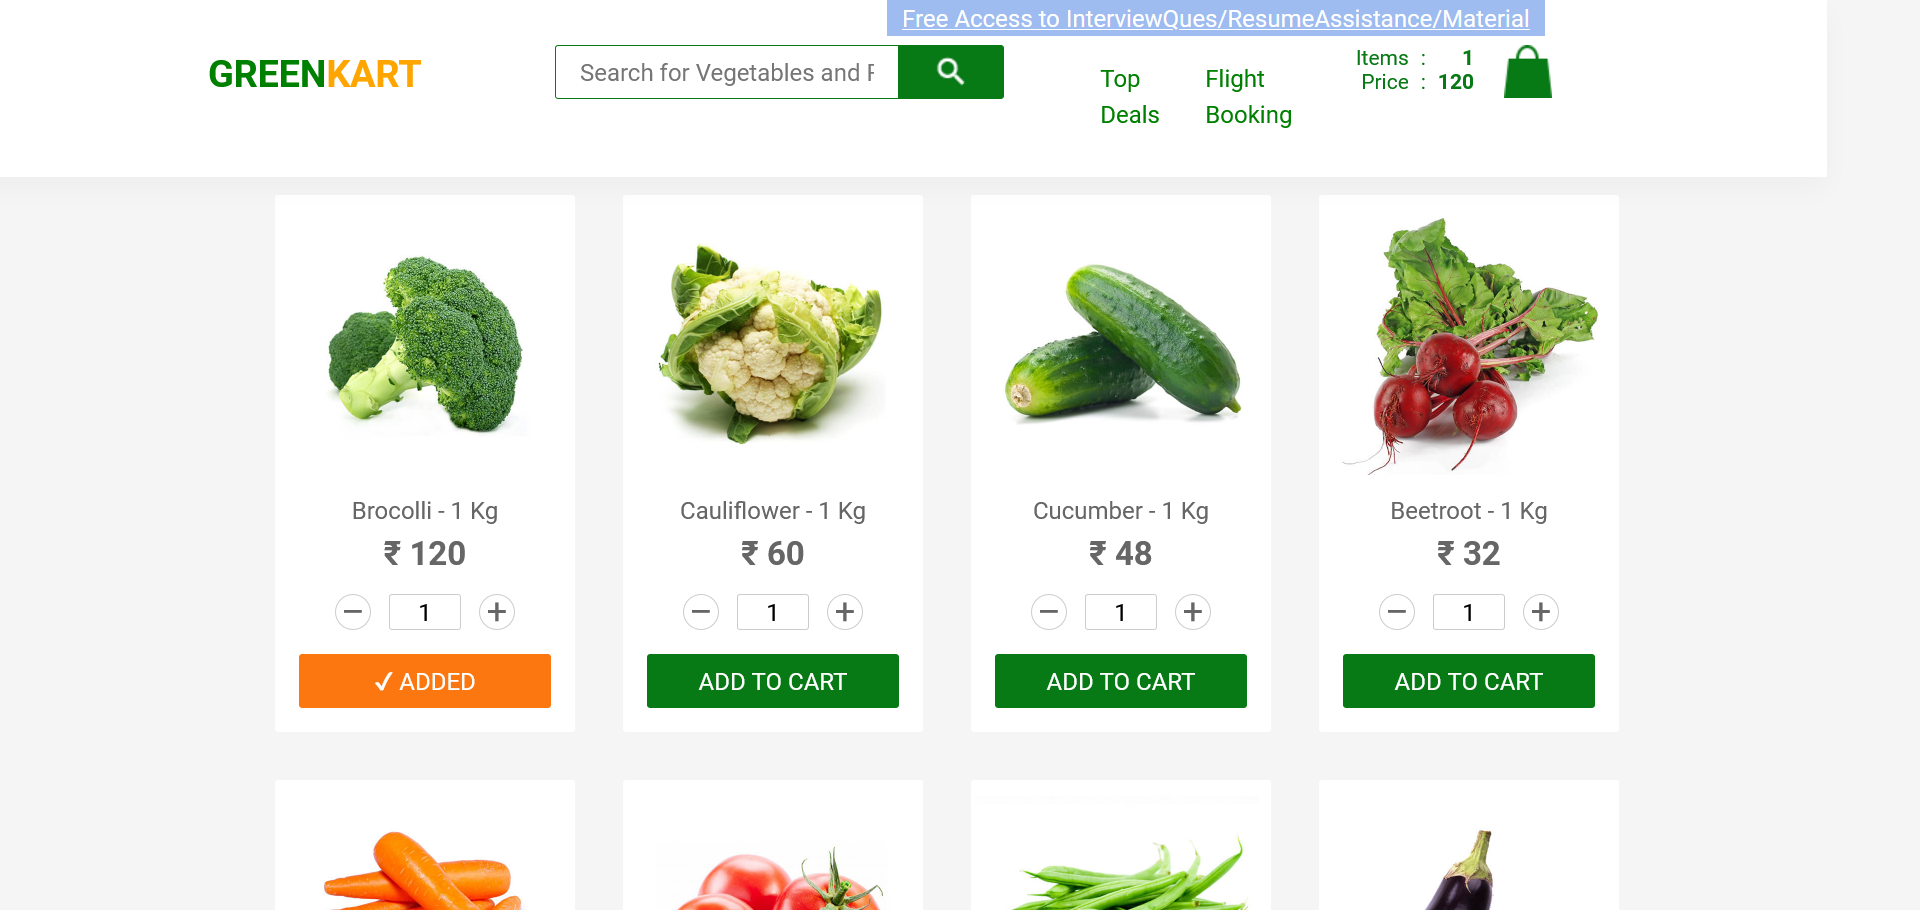 Free Access to InterviewQues/ResumeAssistance/Material
GREENKART
Search for Vegetables and F
Top
Deals
Flight
Booking
Items : 1
Price : 120
Brocolli - 1 Kg
₹ 120
− 1 +
✓ ADDED
Cauliflower - 1 Kg
₹ 60
− 1 +
ADD TO CART
Cucumber - 1 Kg
₹ 48
− 1 +
ADD TO CART
Beetroot - 1 Kg
₹ 32
− 1 +
ADD TO CART